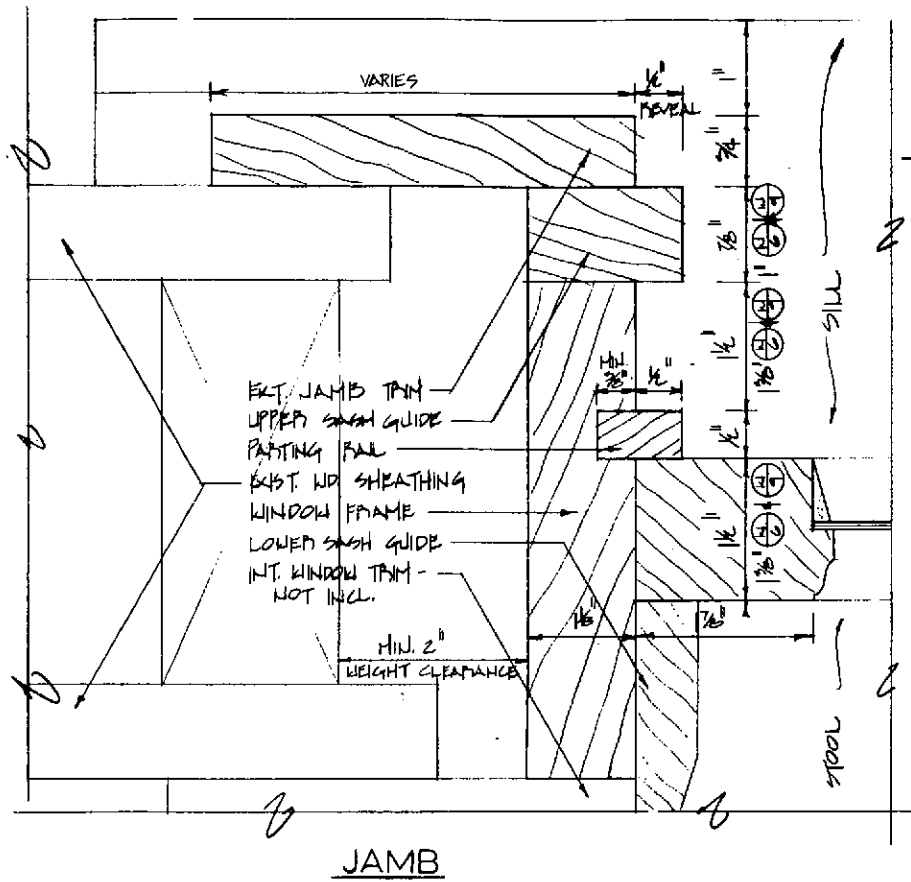 VARIES
1/2"
REVEAL
1"
3/4"
7/8"
1"
1 1/2"
1 3/8"
MIN.
3/8"
1/2"
1/2"
1 1/2"
1 3/8"
SILL
EXT. JAMB TRIM
UPPER SASH GUIDE
PARTING RAIL
EXIST. WD SHEATHING
WINDOW FRAME
LOWER SASH GUIDE
INT. WINDOW TRIM -
NOT INCL.
7/8"
MIN. 2"
WEIGHT CLEARANCE
STOOL
JAMB